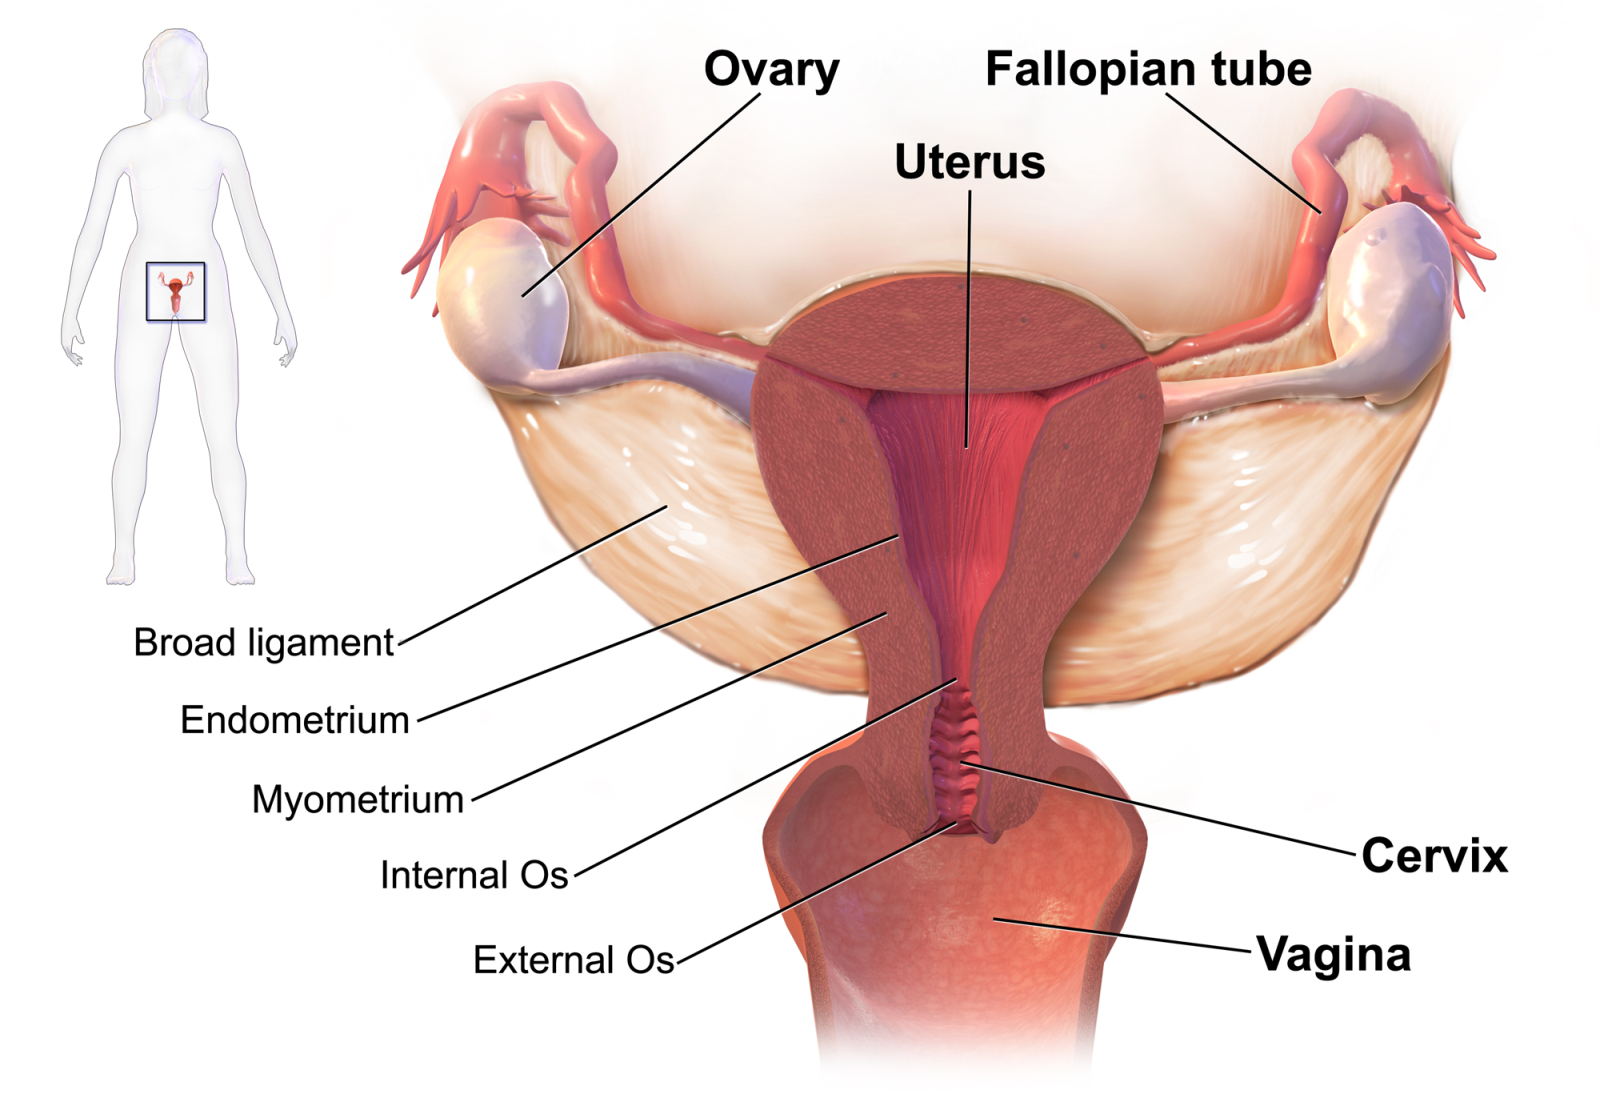 Ovary
Fallopian tube
Uterus
Broad ligament
Endometrium
Myometrium
Internal Os
External Os
Cervix
Vagina